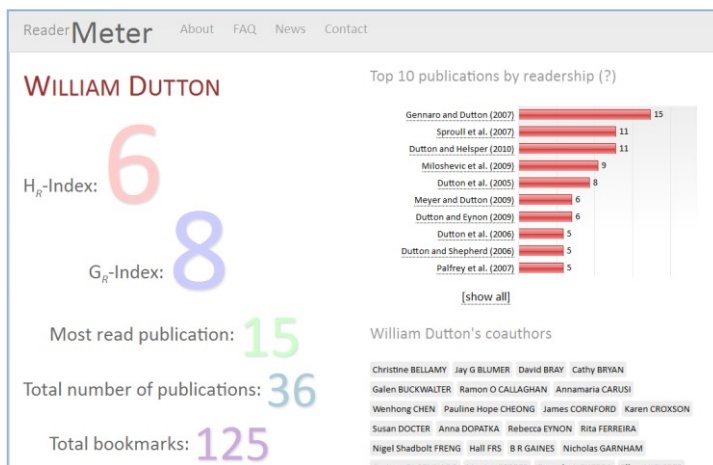 ReaderMeter About FAQ News Contact
WILLIAM DUTTON
H_R-Index: 6
G_R-Index: 8
Most read publication: 15
Total number of publications: 36
Total bookmarks: 125
Top 10 publications by readership (?)
Gennaro and Dutton (2007) 15
Sproull et al. (2007) 11
Dutton and Helsper (2010) 11
Miloshevic et al. (2009) 9
Dutton et al. (2005) 8
Meyer and Dutton (2009) 6
Dutton and Eynon (2009) 6
Dutton et al. (2006) 5
Dutton and Shepherd (2006) 5
Palfrey et al. (2007) 5
[show all]
William Dutton's coauthors
Christine BELLAMY Jay G BLUMER David BRAY Cathy BRYAN
Galen BUCKWALTER Ramon O CALLAGHAN Annamaria CARUSI
Wenhong CHEN Pauline Hope CHEONG James CORNFORD Karen CROXSON
Susan DOCTER Anna DOPATKA Rebecca EYNON Rita FERREIRA
Nigel Shadbolt FRENG Hall FRS B R GAINES Nicholas GARNHAM